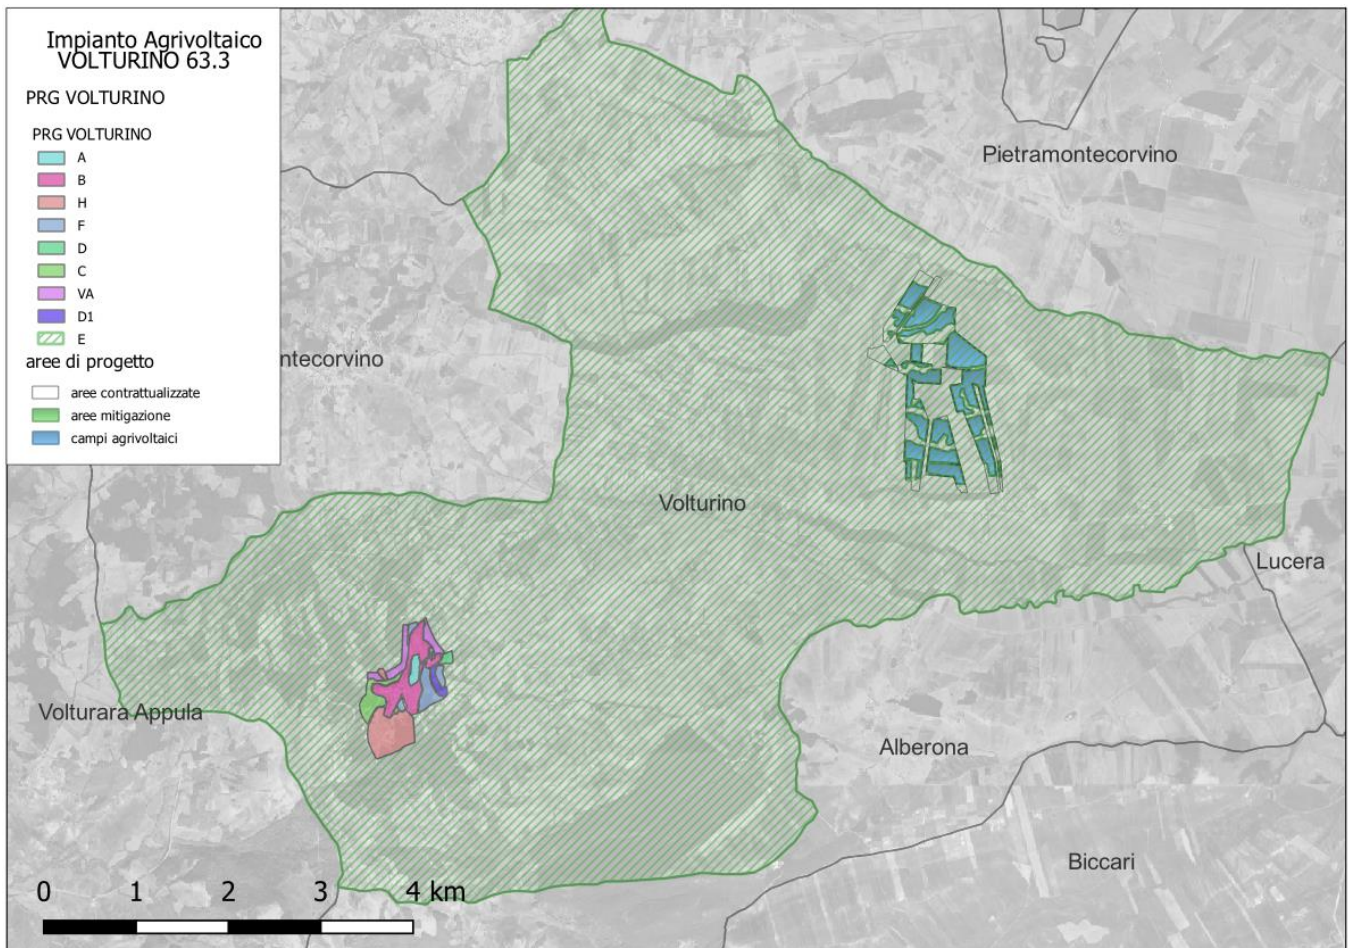 Impianto Agrivoltaico
VOLTURINO 63.3
PRG VOLTURINO
PRG VOLTURINO
A
B
H
F
D
C
VA
D1
E
aree di progetto
aree contrattualizzate
aree mitigazione
campi agrivoltaici
Pietramontecorvino
ntecorvino
Volturino
Lucera
Volturara Appula
Alberona
Biccari
0 1 2 3 4 km